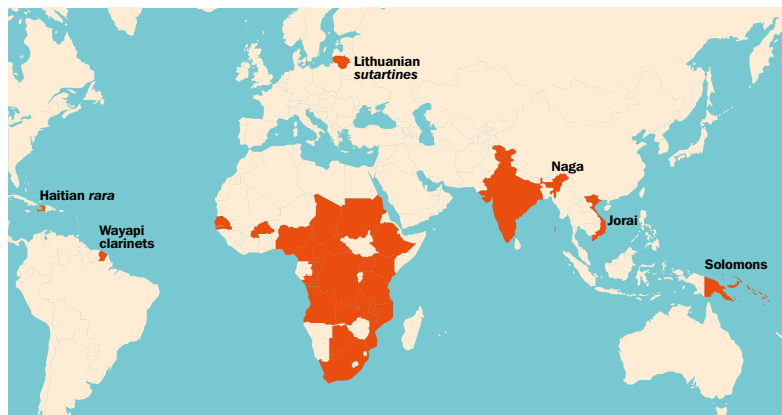 Lithuanian
sutartines
Naga
Haitian rara
Jorai
Wayapi
clarinets
Solomons